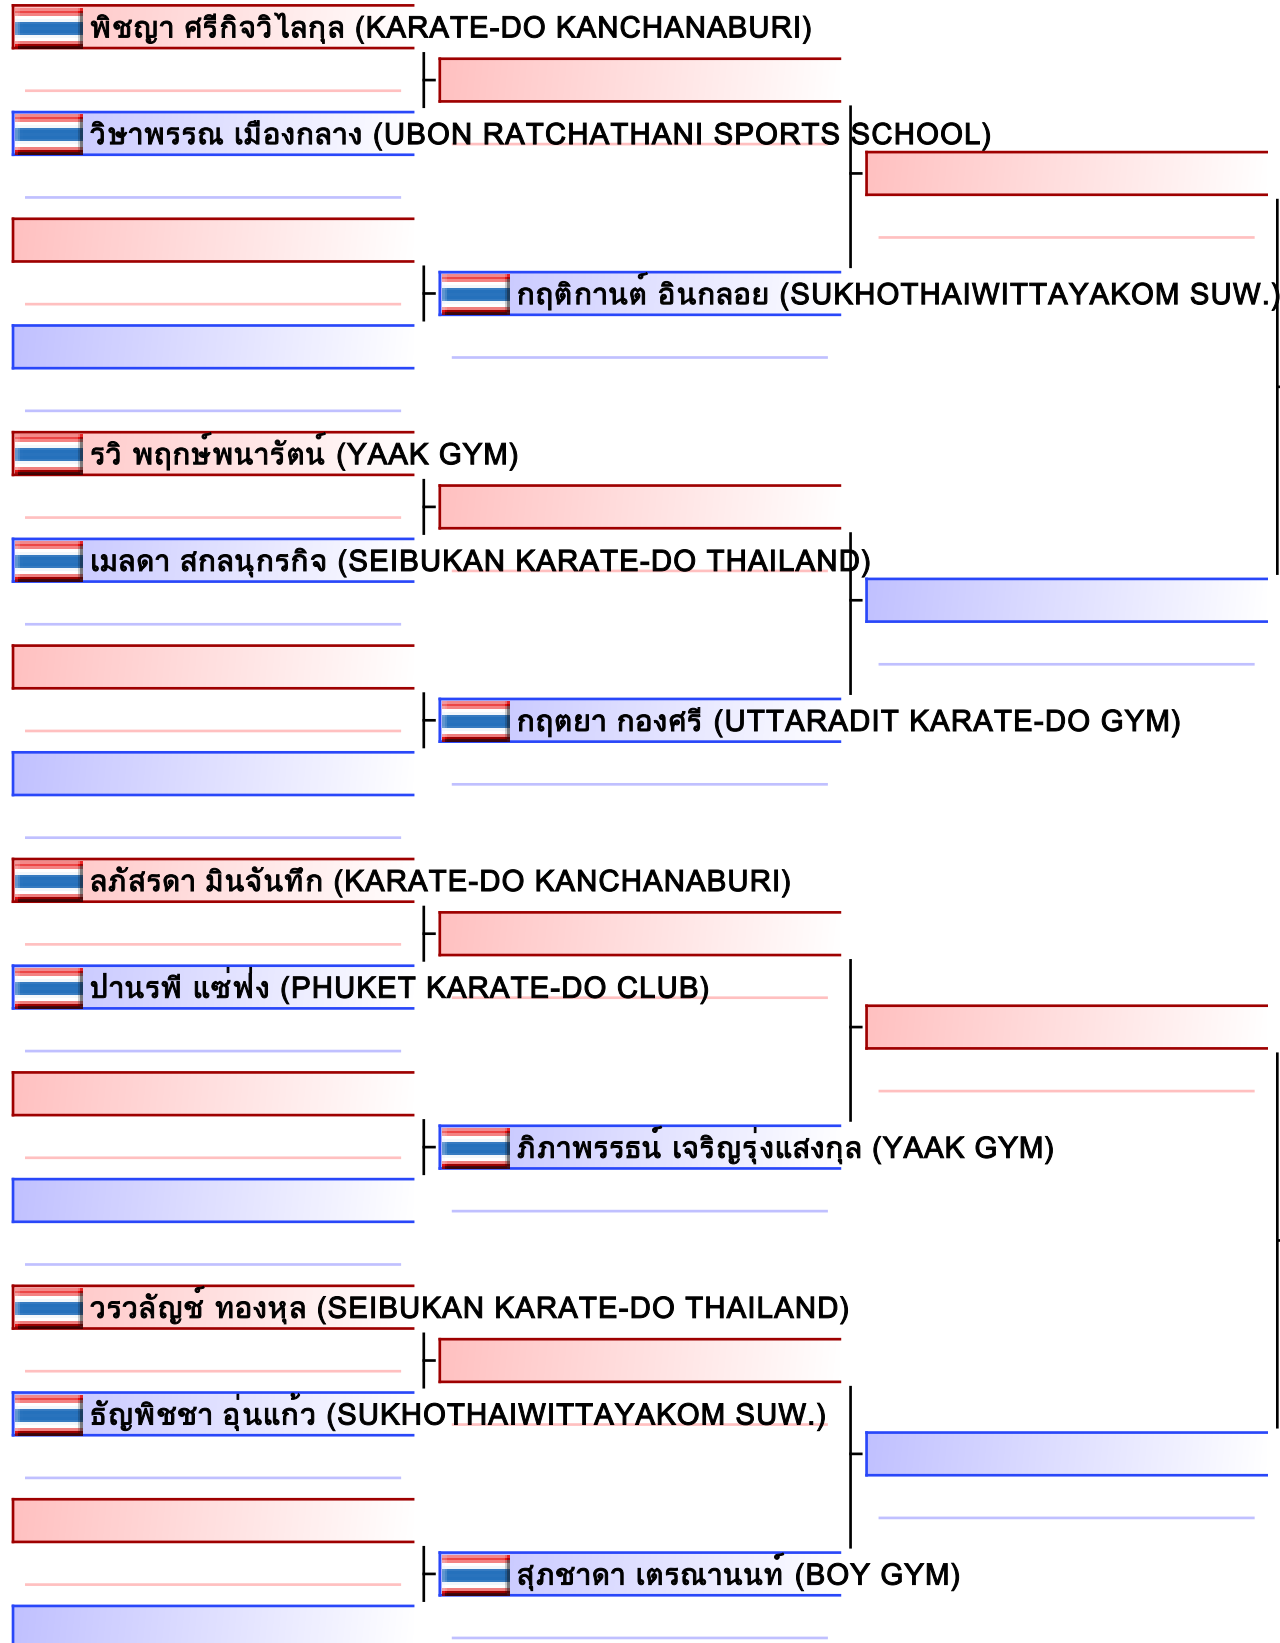 พิชญา ศรีกิจวิไลกุล (KARATE-DO KANCHANABURI)
วิษาพรรณ เมืองกลาง (UBON RATCHATHANI SPORTS SCHOOL)
กฤติกานต์ อินกลอย (SUKHOTHAIWITTAYAKOM SUW.)
รวิ พฤกษ์พนารัตน์ (YAAK GYM)
เมลดา สกลนุกรกิจ (SEIBUKAN KARATE-DO THAILAND)
กฤตยา กองศรี (UTTARADIT KARATE-DO GYM)
ลภัสรดา มินจันทึก (KARATE-DO KANCHANABURI)
ปานรพี แซ่ฟง (PHUKET KARATE-DO CLUB)
ภิภาพรรธน์ เจริญรุ่งแสงกุล (YAAK GYM)
วรวลัญช์ ทองหุล (SEIBUKAN KARATE-DO THAILAND)
ธัญพิชชา อุ่นแก้ว (SUKHOTHAIWITTAYAKOM SUW.)
สุภชาดา เตรณานนท์ (BOY GYM)